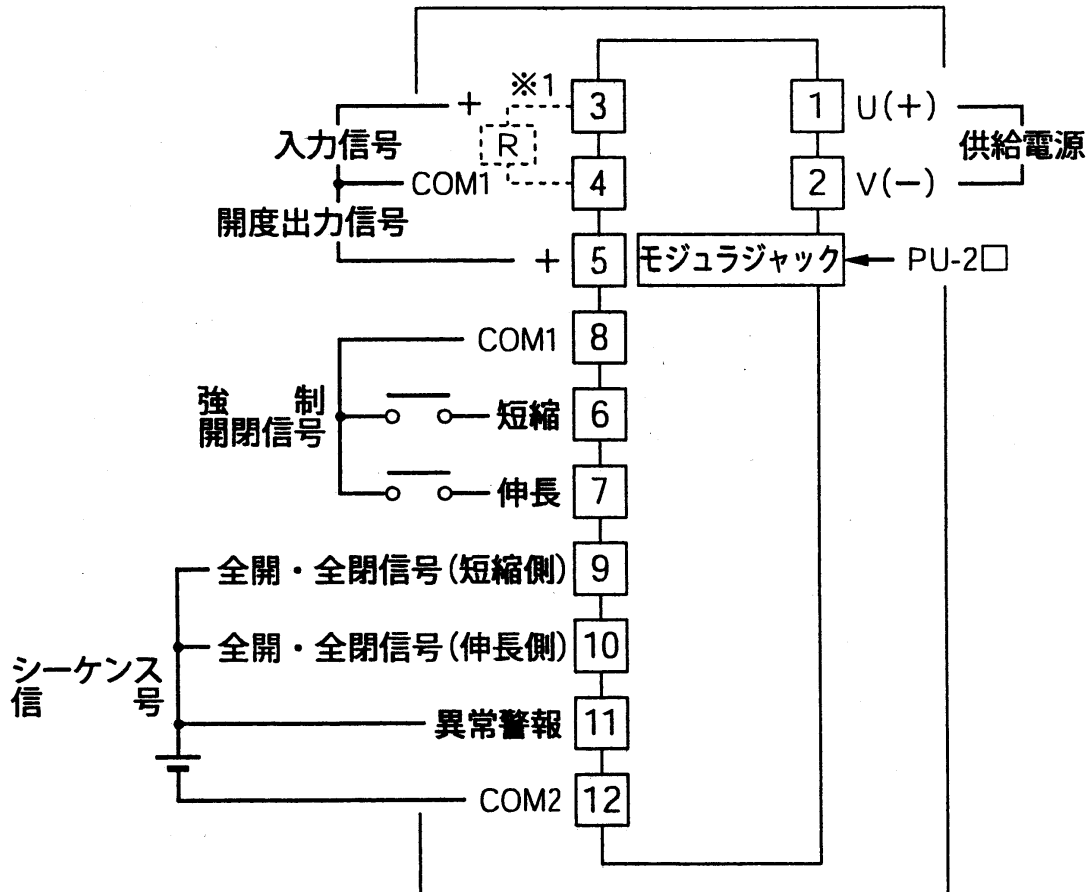 ※1
+
3
1
U(+)
入力信号
R
供給電源
COM1
4
2
V(−)
開度出力信号
+
5
モジュラジャック
PU-2□
COM1
8
強制
開閉信号
短縮
6
伸長
7
全開・全閉信号(短縮側)
9
全開・全閉信号(伸長側)
10
シーケンス
信号
異常警報
11
COM2
12